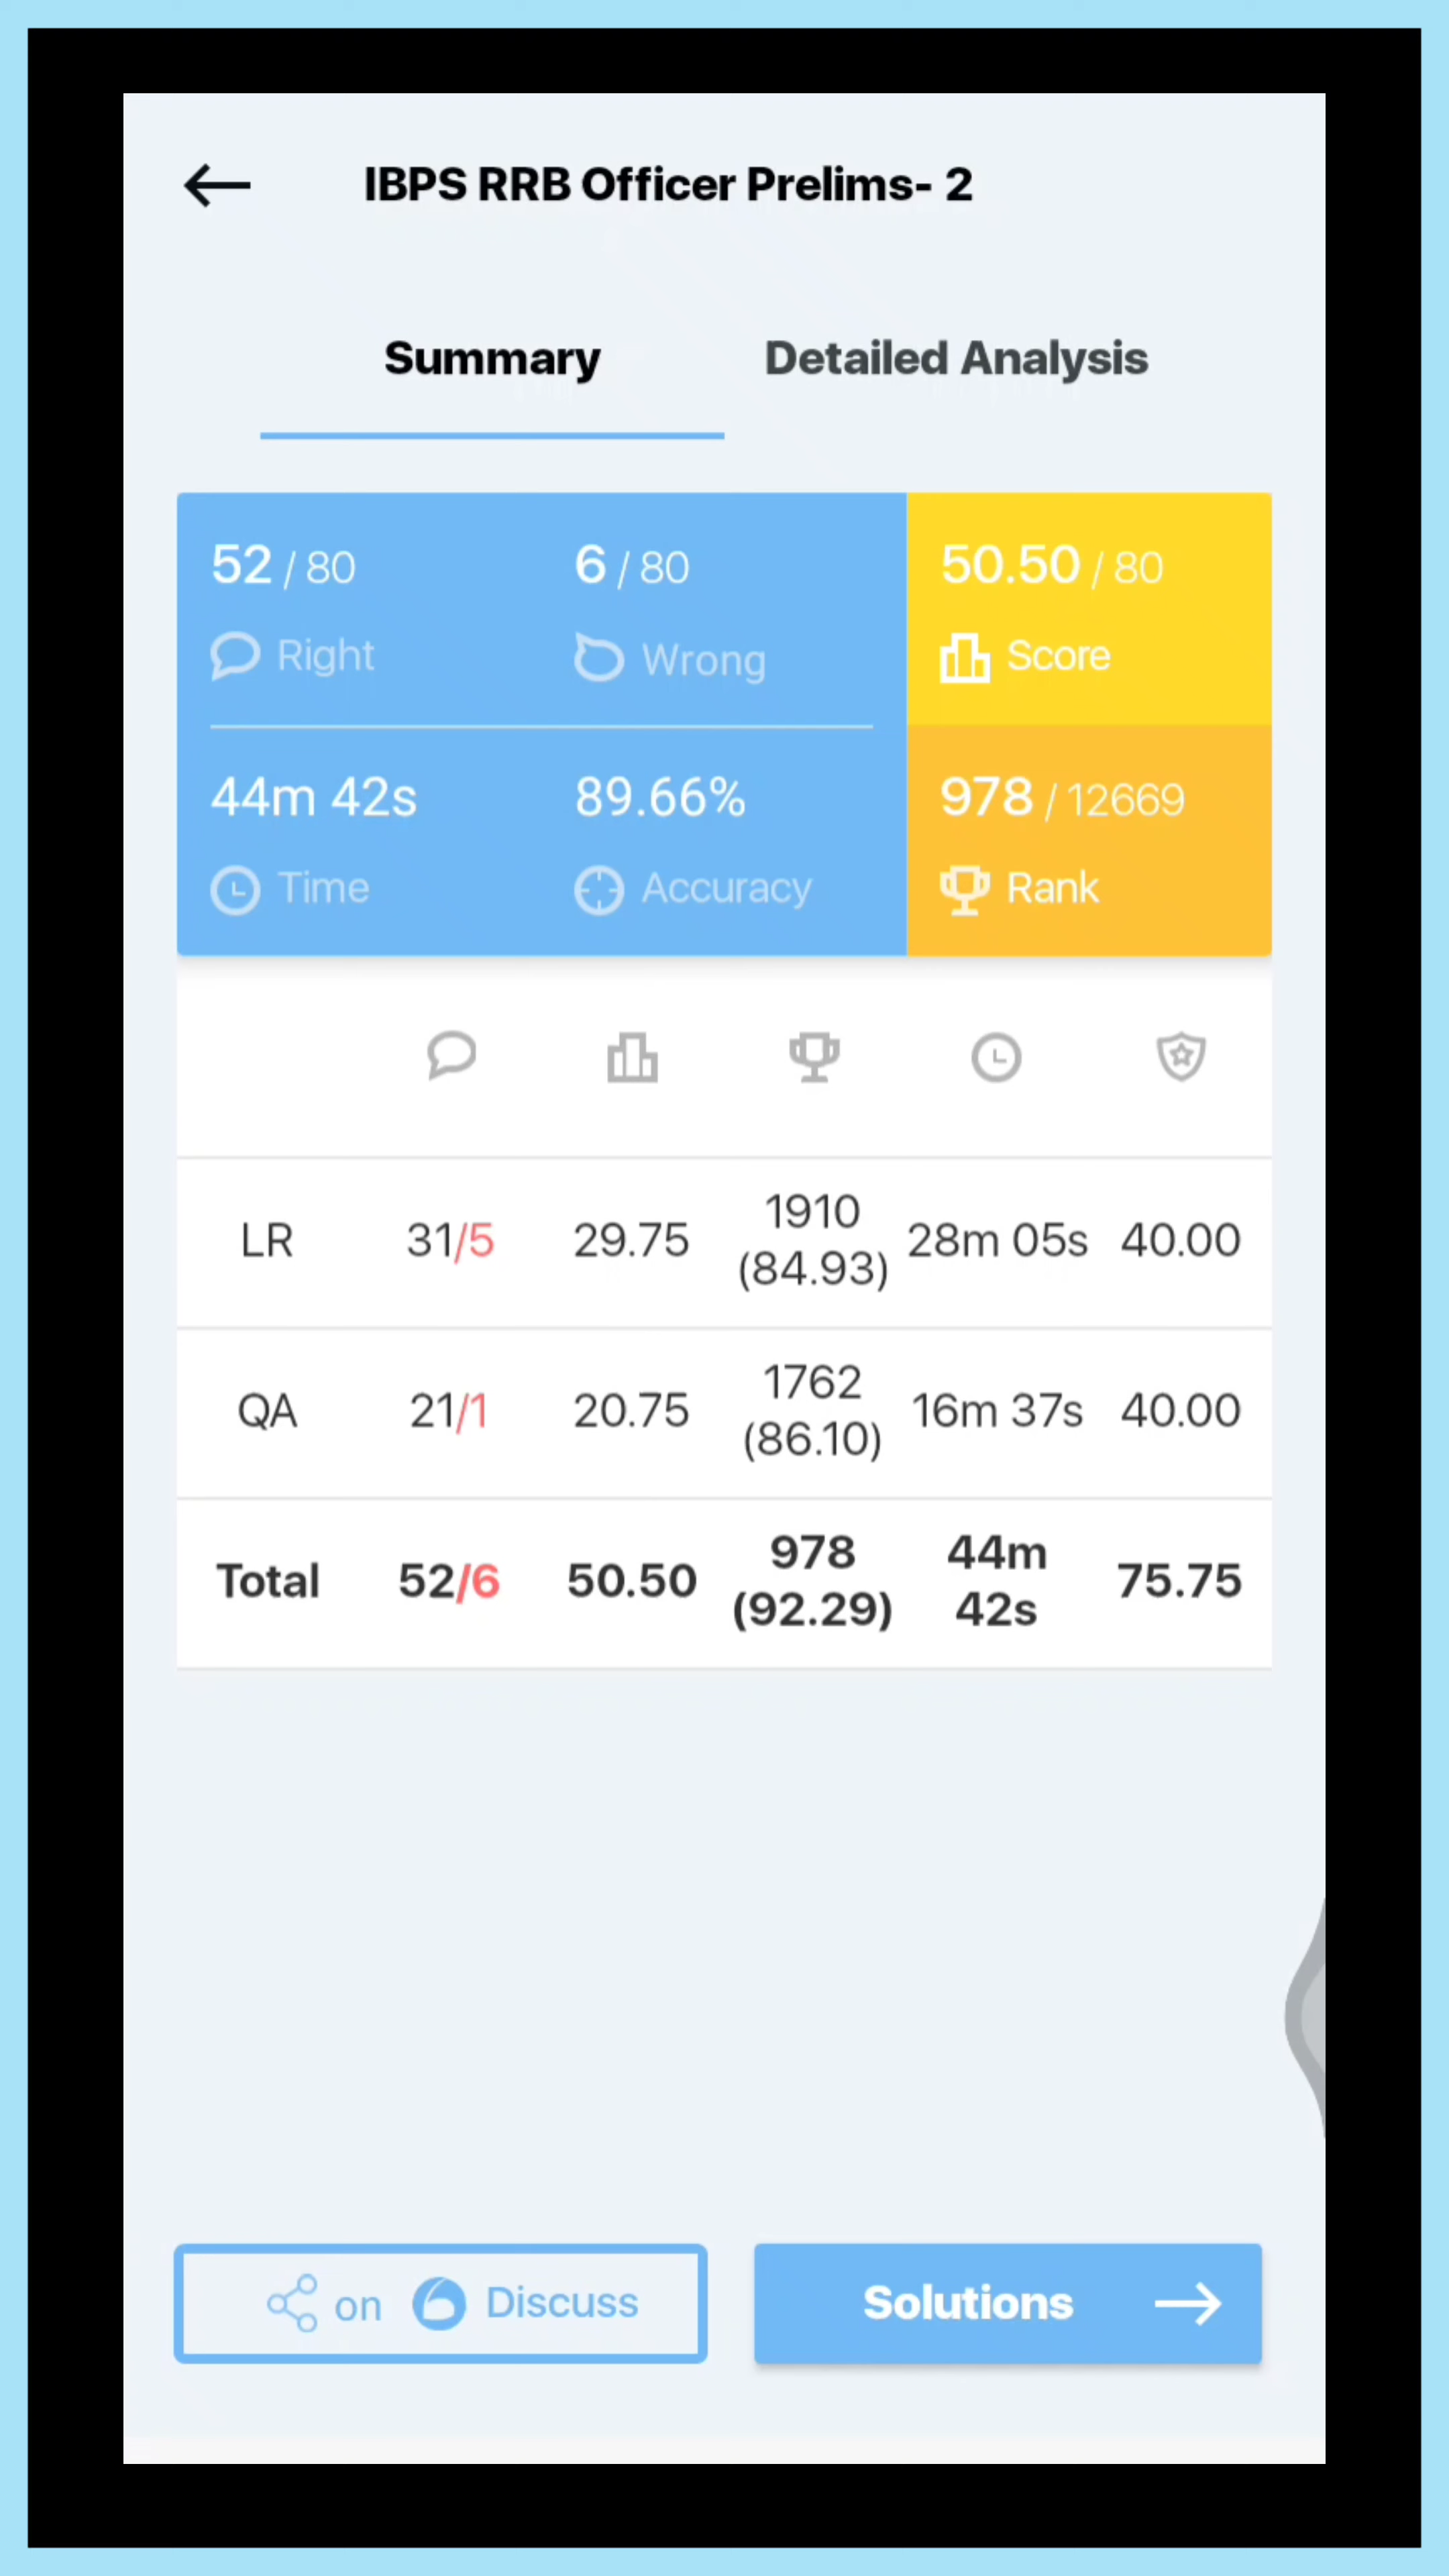 IBPS RRB Officer Prelims- 2
Summary Detailed Analysis
52 / 80 6 / 80 50.50 / 80
Right Wrong Score
44m 42s 89.66% 978 / 12669
Time Accuracy Rank
LR 31/5 29.75 1910 (84.93) 28m 05s 40.00
QA 21/1 20.75 1762 (86.10) 16m 37s 40.00
Total 52/6 50.50 978 (92.29) 44m 42s 75.75
on Discuss Solutions